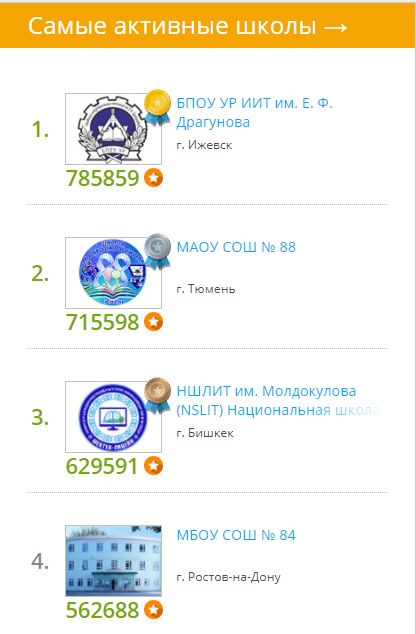 Самые активные школы →
1.
БПОУ УР ИИТ им. Е. Ф.
Драгунова
г. Ижевск
785859
2.
МАОУ СОШ № 88
г. Тюмень
715598
3.
НШЛИТ им. Молдокулова
(NSLIT) Национальная школа
г. Бишкек
629591
4.
МБОУ СОШ № 84
г. Ростов-на-Дону
562688